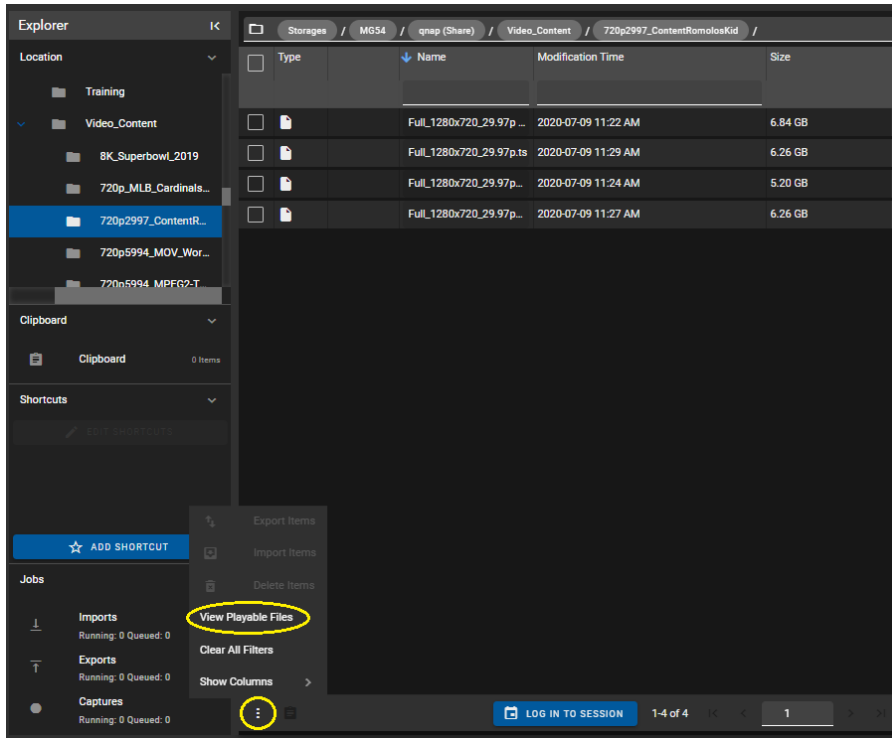 Explorer
Storages / MG54 / qnap (Share) / Video_Content / 720p2997_ContentRomolosKid /
Location
Type Name Modification Time Size
Training
Video_Content
8K_Superbowl_2019
720p_MLB_Cardinals...
720p2997_ContentR...
720p5994_MOV_Wor...
720p5994_MPEG2-T...
Full_1280x720_29.97p ... 2020-07-09 11:22 AM 6.84 GB
Full_1280x720_29.97p.ts 2020-07-09 11:29 AM 6.26 GB
Full_1280x720_29.97p... 2020-07-09 11:24 AM 5.20 GB
Full_1280x720_29.97p... 2020-07-09 11:27 AM 6.26 GB
Clipboard
Clipboard 0 Items
Shortcuts
EDIT SHORTCUTS
ADD SHORTCUT
Jobs
Imports
Running: 0 Queued: 0
Exports
Running: 0 Queued: 0
Captures
Running: 0 Queued: 0
Export Items
Import Items
Delete Items
View Playable Files
Clear All Filters
Show Columns >
LOG IN TO SESSION 1-4 of 4 1